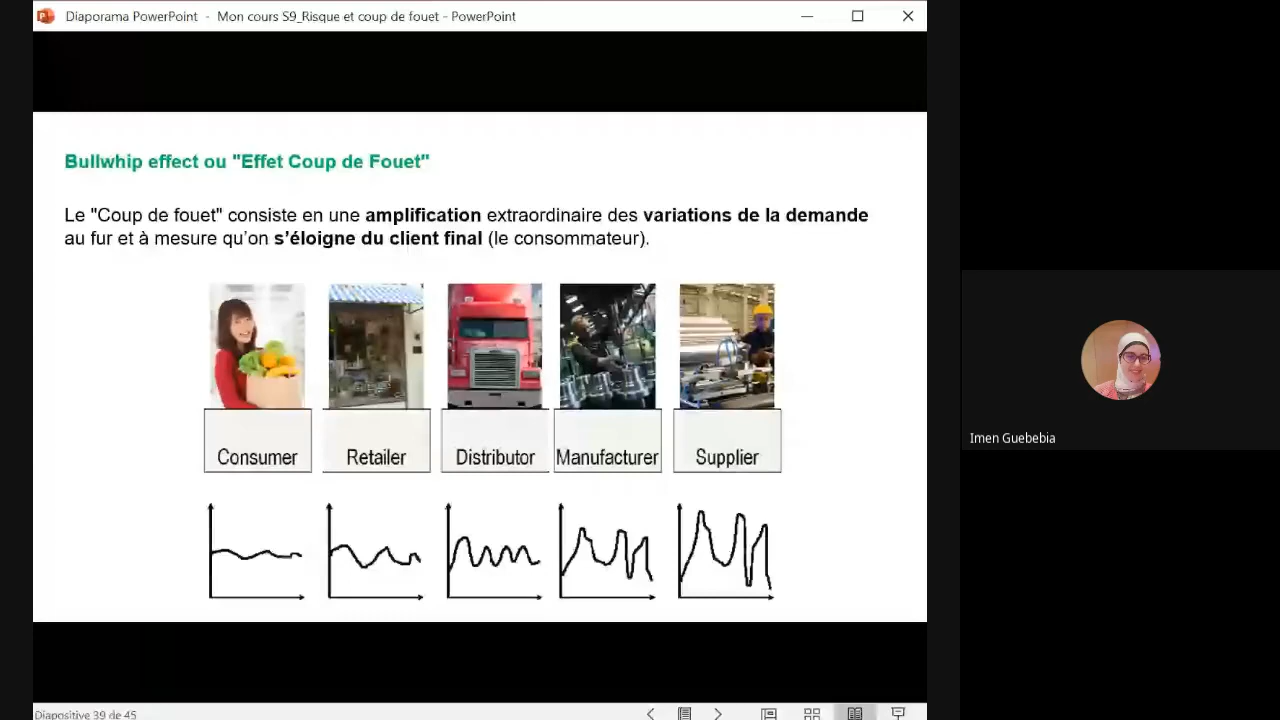 Diaporama PowerPoint - Mon cours S9_Risque et coup de fouet - PowerPoint
Bullwhip effect ou "Effet Coup de Fouet"
Le "Coup de fouet" consiste en une amplification extraordinaire des variations de la demande
au fur et à mesure qu’on s’éloigne du client final (le consommateur).
Consumer
Retailer
Distributor
Manufacturer
Supplier
Imen Guebebia
Diapositive 39 de 45